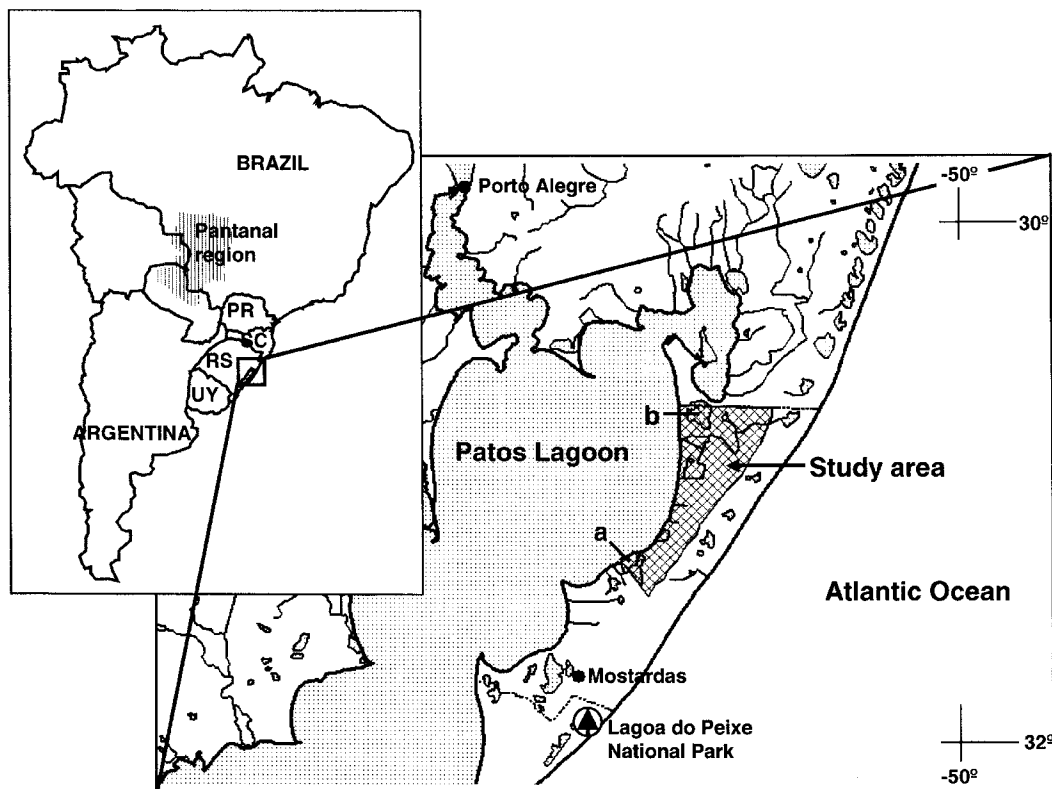 BRAZIL
Pantanal
region
PR
C
RS
UY
ARGENTINA
Porto Alegre
-50º
30º
b
Patos Lagoon
Study area
a
Atlantic Ocean
Mostardas
Lagoa do Peixe
National Park
32º
-50º